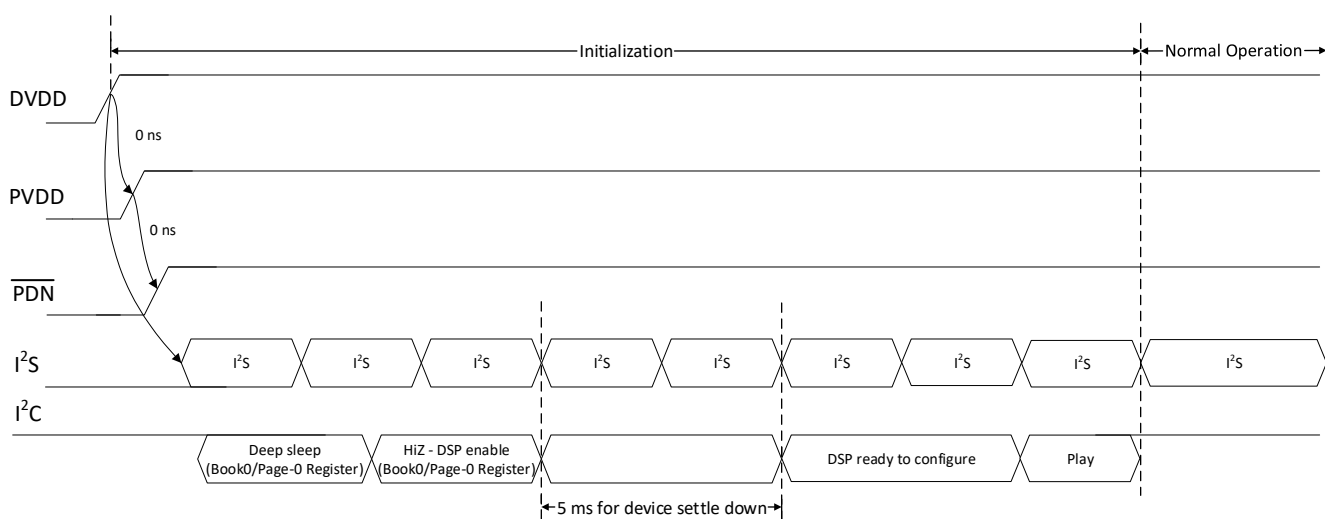 Initialization
Normal Operation
DVDD
0 ns
PVDD
0 ns
PDN
I²S
I²S I²S I²S I²S I²S I²S I²S I²S I²S
I²C
Deep sleep
(Book0/Page-0 Register)
HiZ - DSP enable
(Book0/Page-0 Register)
DSP ready to configure
Play
5 ms for device settle down